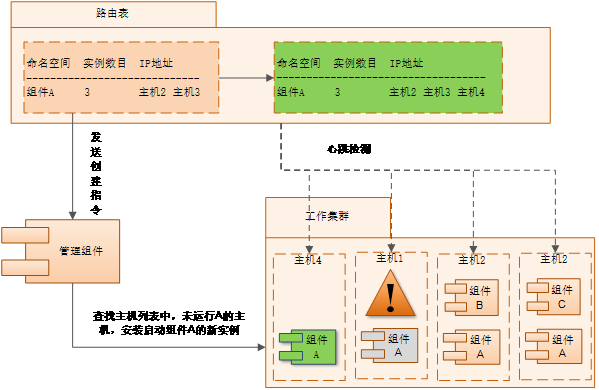 路由表
命名空间 实例数目 IP地址
组件A 3 主机2 主机3
命名空间 实例数目 IP地址
组件A 3 主机2 主机3 主机4
发送创建指令
心跳检测
管理组件
工作集群
主机4
主机1
主机2
主机2
组件
B
组件
C
查找主机列表中，未运行A的主
机，安装启动组件A的新实例
组件
A
组件
A
组件
A
组件
A